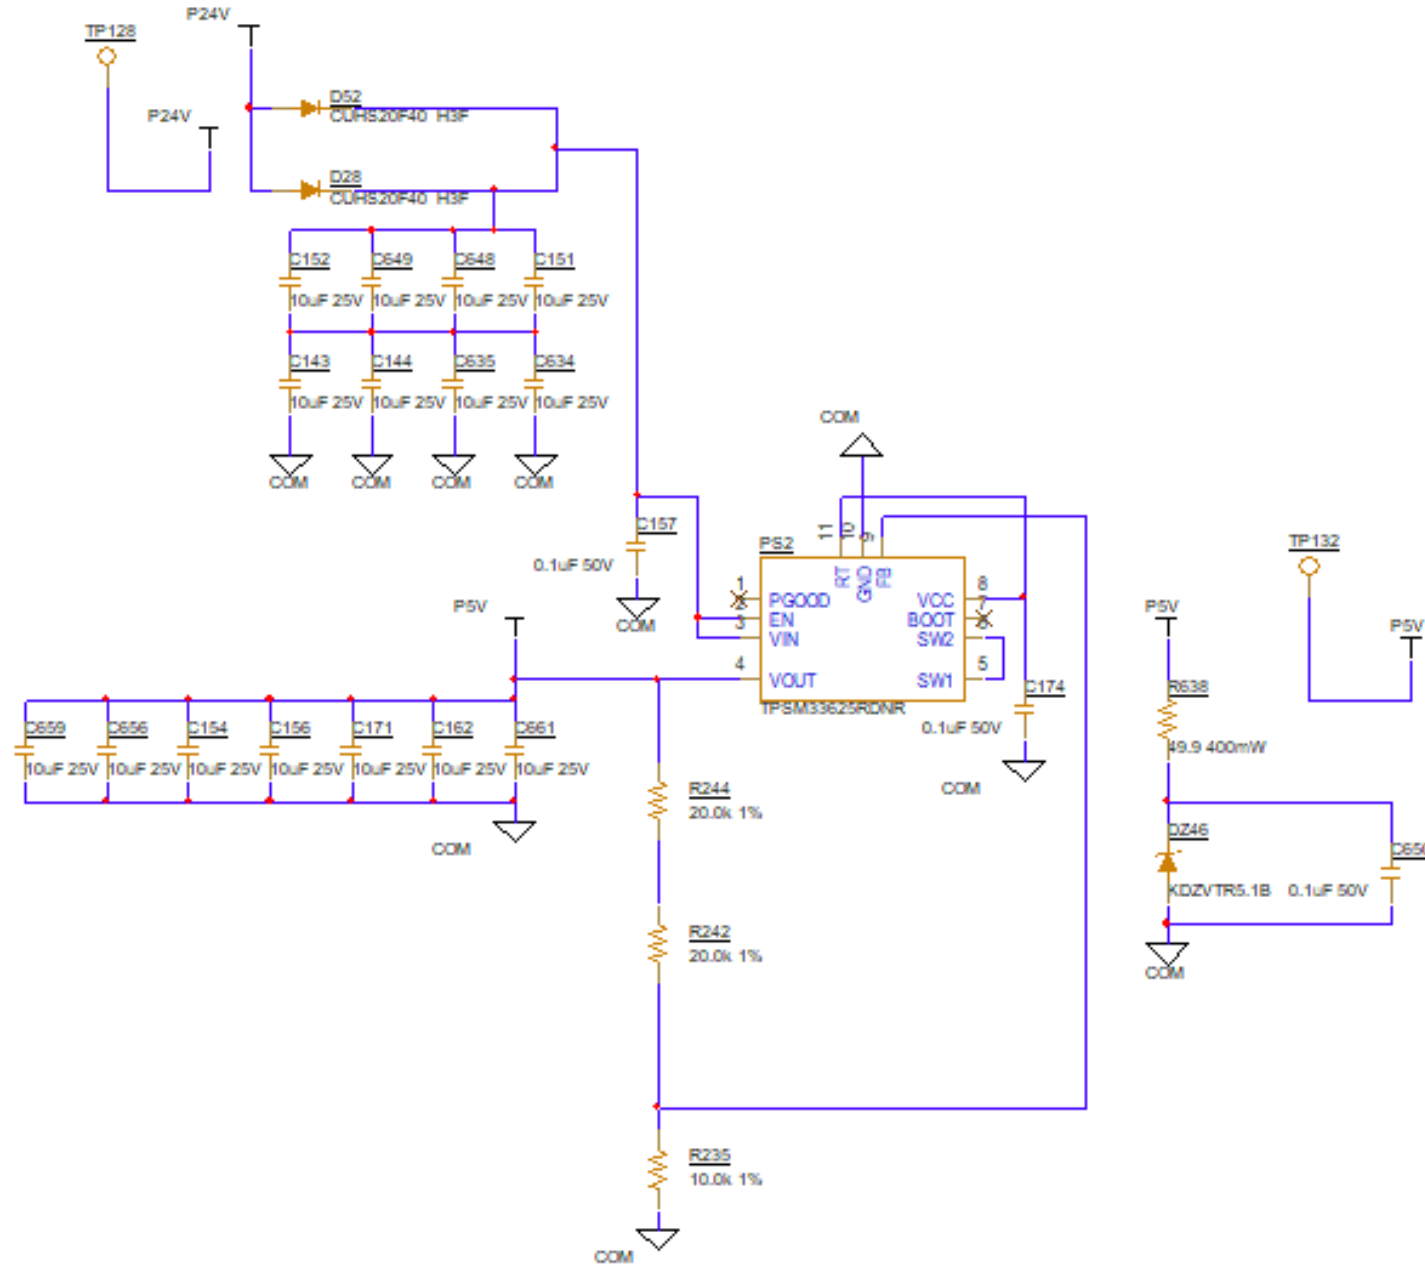 P24V
TP128
D52
CUHS20F40 H3F
P24V
D28
CUHS20F40 H3F
C152 C649 C648 C151
10uF 25V 10uF 25V 10uF 25V 10uF 25V
C143 C144 C635 C634
10uF 25V 10uF 25V 10uF 25V 10uF 25V
COM COM COM COM
COM
C157
0.1uF 50V
COM
PS2
11 10 9
RT GND FB
1 PGOOD
2 EN
3 VIN
4 VOUT
VCC 8
BOOT 7
SW2 6
SW1 5
TPSM33625RDNR
C174
0.1uF 50V
COM
P5V
C659 C656 C154 C156 C171 C162 C661
10uF 25V 10uF 25V 10uF 25V 10uF 25V 10uF 25V 10uF 25V 10uF 25V
COM
R244
20.0k 1%
R242
20.0k 1%
R235
10.0k 1%
COM
TP132
P5V
P5V
R638
49.9 400mW
DZ46
KDZVTR5.1B
C650
0.1uF 50V
COM